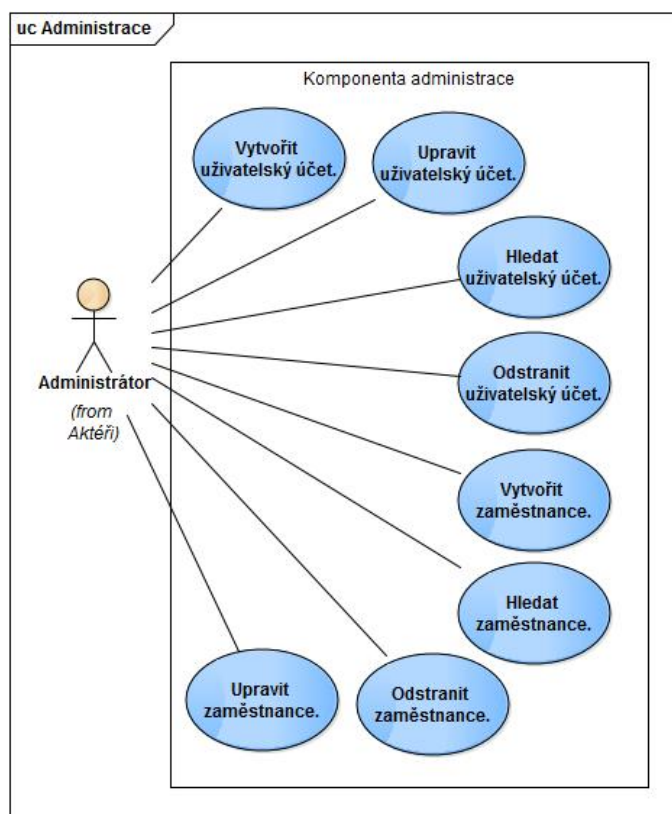 uc Administrace
Komponenta administrace
Vytvořit
uživatelský účet.
Upravit
uživatelský účet.
Hledat
uživatelský účet.
Administrátor
(from
Aktéři)
Odstranit
uživatelský účet.
Vytvořit
zaměstnance.
Hledat
zaměstnance.
Upravit
zaměstnance.
Odstranit
zaměstnance.